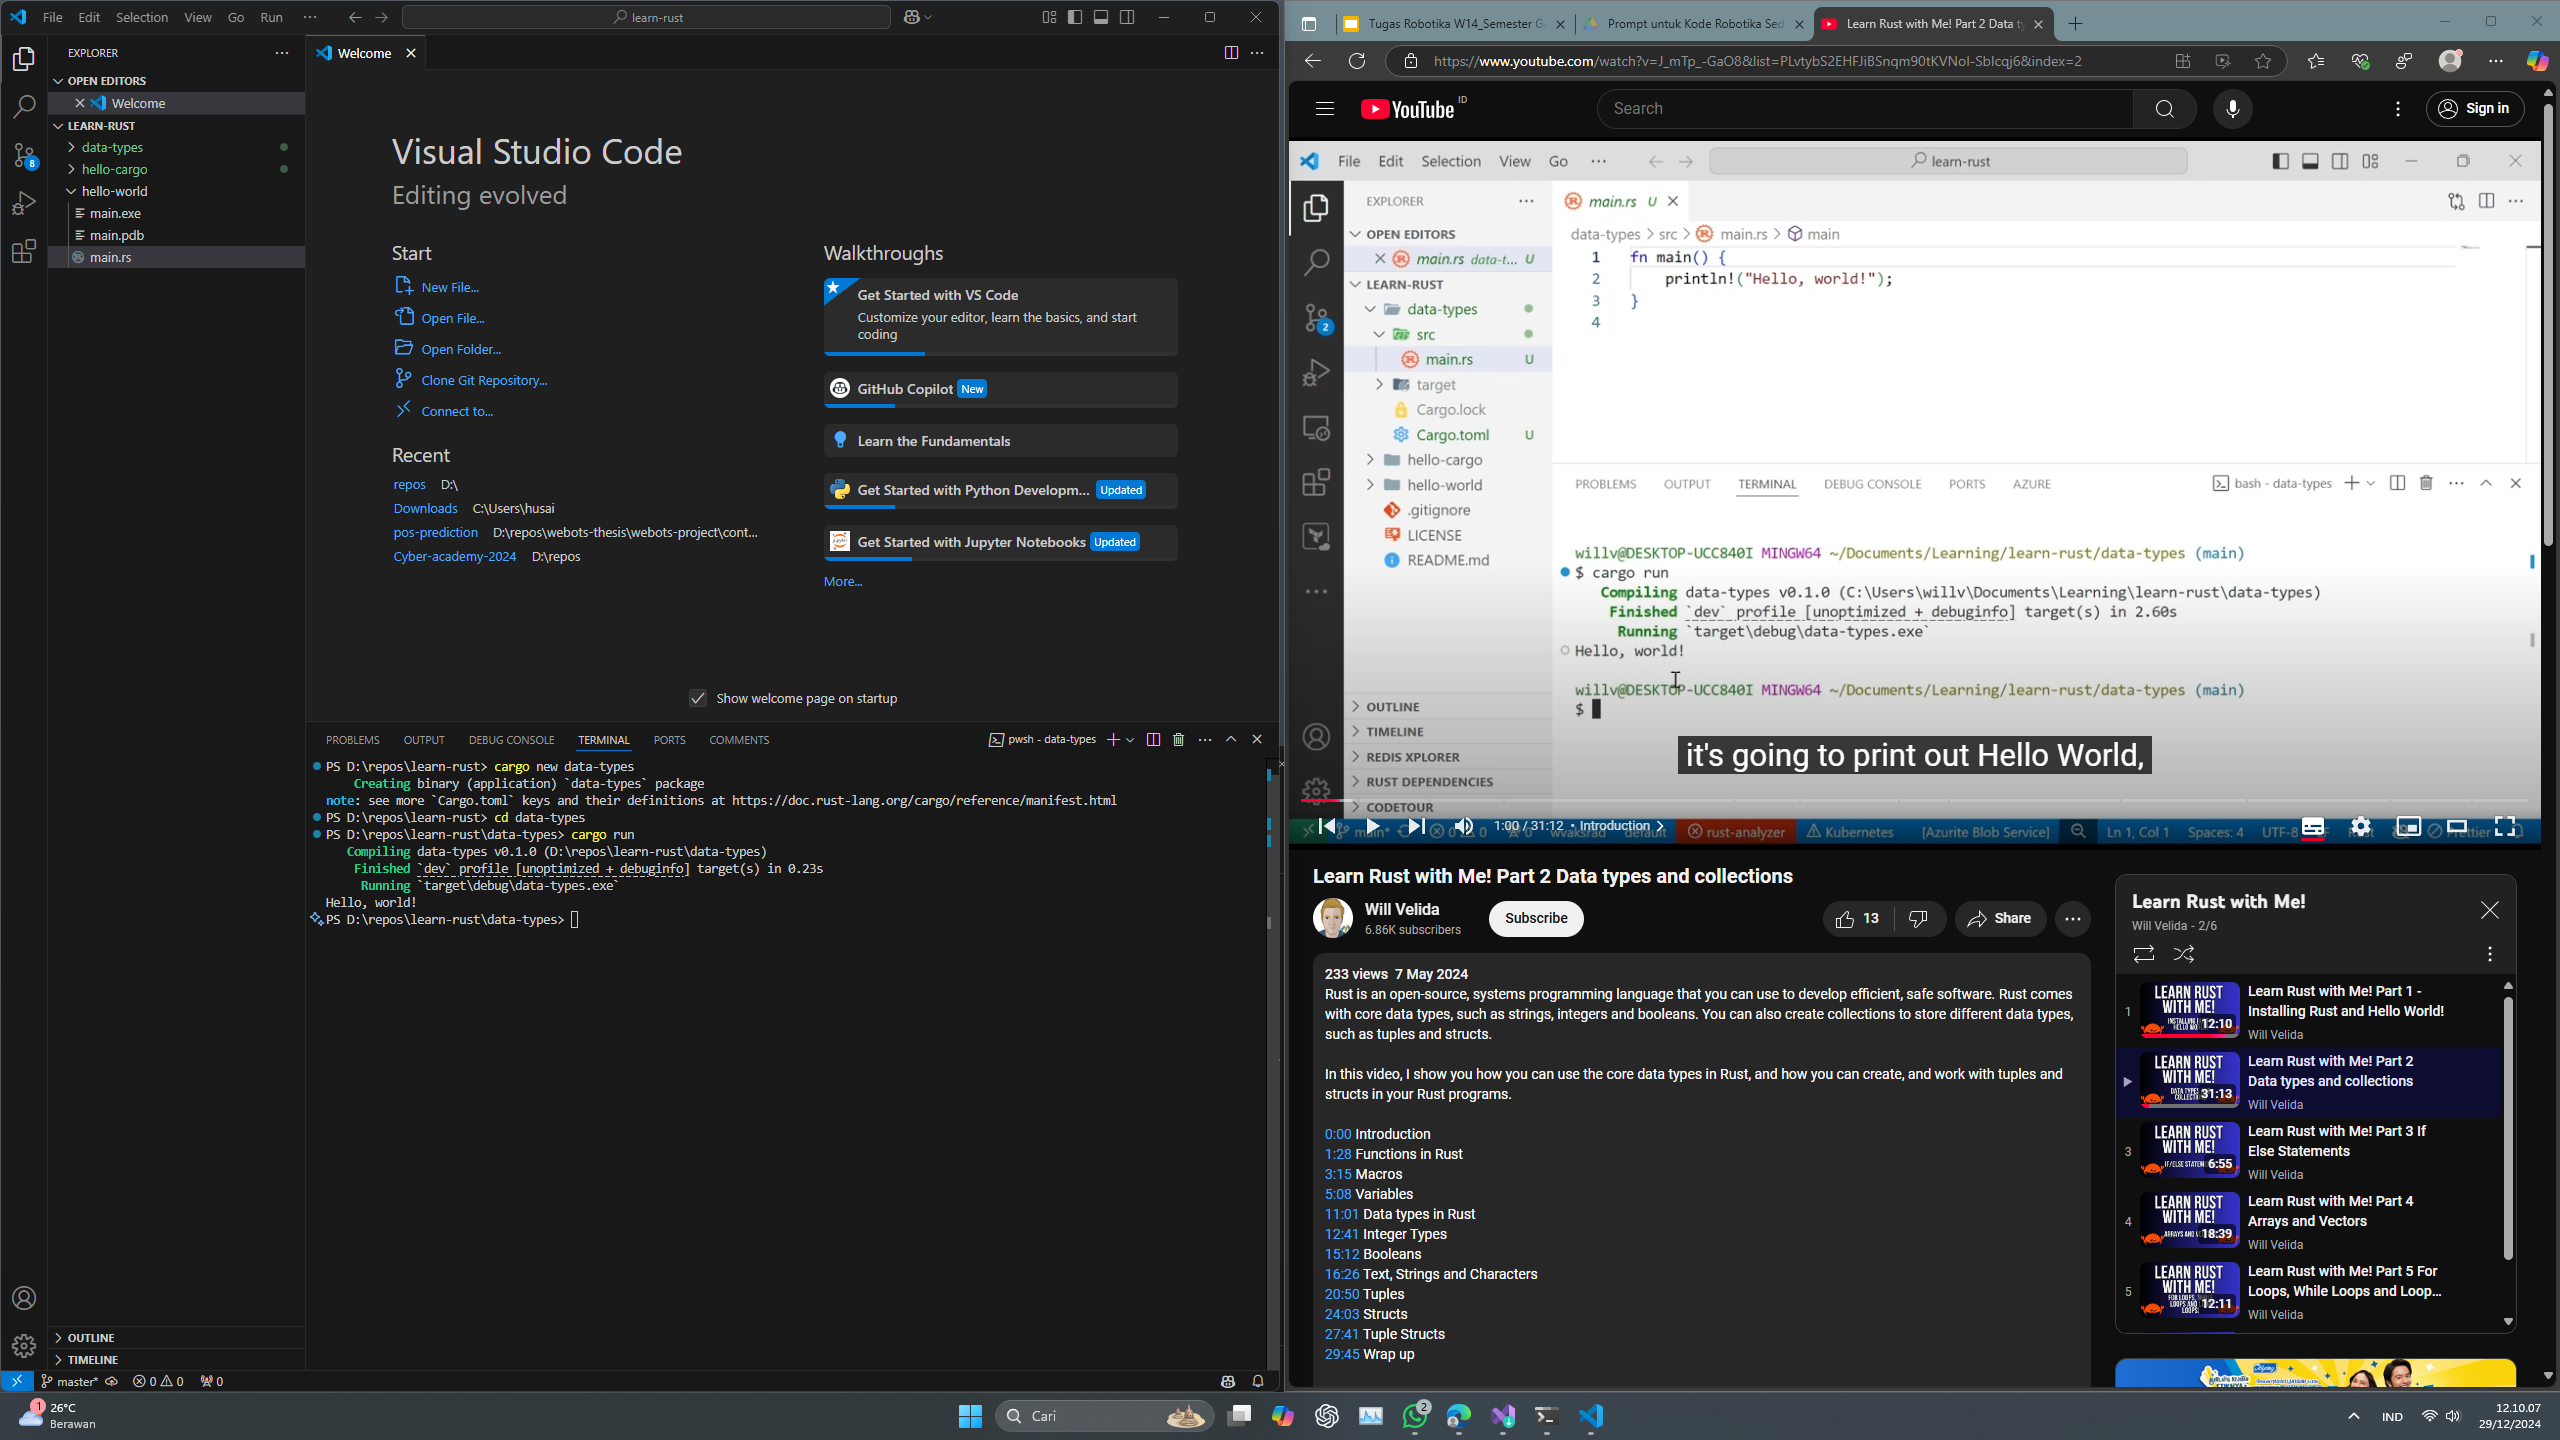 File Edit Selection View Go Run ··· learn-rust
EXPLORER
OPEN EDITORS
Welcome
LEARN-RUST
data-types
hello-cargo
hello-world
main.exe
main.pdb
main.rs
8
OUTLINE
TIMELINE
Welcome
Visual Studio Code
Editing evolved
Start
New File...
Open File...
Open Folder...
Clone Git Repository...
Connect to...
Recent
repos D:\
Downloads C:\Users\husai
pos-prediction D:\repos\webots-thesis\webots-project\cont...
Cyber-academy-2024 D:\repos
Walkthroughs
Get Started with VS Code
Customize your editor, learn the basics, and start
coding
GitHub Copilot New
Learn the Fundamentals
Get Started with Python Developm... Updated
Get Started with Jupyter Notebooks Updated
More...
Show welcome page on startup
PROBLEMS OUTPUT DEBUG CONSOLE TERMINAL PORTS COMMENTS pwsh - data-types
PS D:\repos\learn-rust> cargo new data-types
Creating binary (application) `data-types` package
note: see more `Cargo.toml` keys and their definitions at https://doc.rust-lang.org/cargo/reference/manifest.html
PS D:\repos\learn-rust> cd data-types
PS D:\repos\learn-rust\data-types> cargo run
Compiling data-types v0.1.0 (D:\repos\learn-rust\data-types)
Finished `dev` profile [unoptimized + debuginfo] target(s) in 0.23s
Running `target\debug\data-types.exe`
Hello, world!
PS D:\repos\learn-rust\data-types>
master* 0 0 0
Tugas Robotika W14_Semester G
Prompt untuk Kode Robotika Sed
Learn Rust with Me! Part 2 Data ty
https://www.youtube.com/watch?v=J_mTp_-GaO8&list=PLvtybS2EHFJiBSnqm90tKVNoI-Sblcqj6&index=2
YouTube ID
Search
Sign in
File Edit Selection View Go ··· learn-rust
EXPLORER
OPEN EDITORS
main.rs data-t... U
LEARN-RUST
data-types
src
main.rs U
target
Cargo.lock
Cargo.toml U
hello-cargo
hello-world
.gitignore
LICENSE
README.md
2
OUTLINE
TIMELINE
REDIS XPLORER
RUST DEPENDENCIES
CODETOUR
main.rs U
data-types > src > main.rs > main
1 fn main() {
2 println!("Hello, world!");
3 }
4
PROBLEMS OUTPUT TERMINAL DEBUG CONSOLE PORTS AZURE bash - data-types
willv@DESKTOP-UCC840I MINGW64 ~/Documents/Learning/learn-rust/data-types (main)
$ cargo run
Compiling data-types v0.1.0 (C:\Users\willv\Documents\Learning\learn-rust\data-types)
Finished `dev` profile [unoptimized + debuginfo] target(s) in 2.60s
Running `target\debug\data-types.exe`
Hello, world!
willv@DESKTOP-UCC840I MINGW64 ~/Documents/Learning/learn-rust/data-types (main)
$
it's going to print out Hello World,
1:00 / 31:12 • Introduction
main* rust-analyzer Kubernetes [Azurite Blob Service] Ln 1, Col 1 Spaces: 4
Learn Rust with Me! Part 2 Data types and collections
Will Velida
6.86K subscribers
Subscribe
13
Share
233 views 7 May 2024
Rust is an open-source, systems programming language that you can use to develop efficient, safe software. Rust comes
with core data types, such as strings, integers and booleans. You can also create collections to store different data types,
such as tuples and structs.
In this video, I show you how you can use the core data types in Rust, and how you can create, and work with tuples and
structs in your Rust programs.
0:00 Introduction
1:28 Functions in Rust
3:15 Macros
5:08 Variables
11:01 Data types in Rust
12:41 Integer Types
15:12 Booleans
16:26 Text, Strings and Characters
20:50 Tuples
24:03 Structs
27:41 Tuple Structs
29:45 Wrap up
Learn Rust with Me!
Will Velida - 2/6
1
LEARN RUST
WITH ME!
12:10
Learn Rust with Me! Part 1 -
Installing Rust and Hello World!
Will Velida
LEARN RUST
WITH ME!
31:13
Learn Rust with Me! Part 2
Data types and collections
Will Velida
3
LEARN RUST
WITH ME!
6:55
Learn Rust with Me! Part 3 If
Else Statements
Will Velida
4
LEARN RUST
WITH ME!
18:39
Learn Rust with Me! Part 4
Arrays and Vectors
Will Velida
5
LEARN RUST
WITH ME!
12:11
Learn Rust with Me! Part 5 For
Loops, While Loops and Loop...
Will Velida
1
26°C
Berawan
Cari
2
IND
12.10.07
29/12/2024